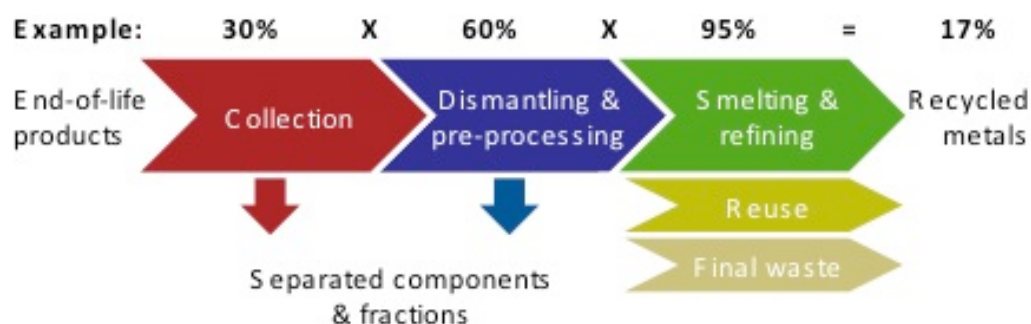 Example: 30% X 60% X 95% = 17%
End-of-life products
Collection
Dismantling &
pre-processing
Smelting &
refining
Recycled
metals
Reuse
Final waste
Separated components
& fractions